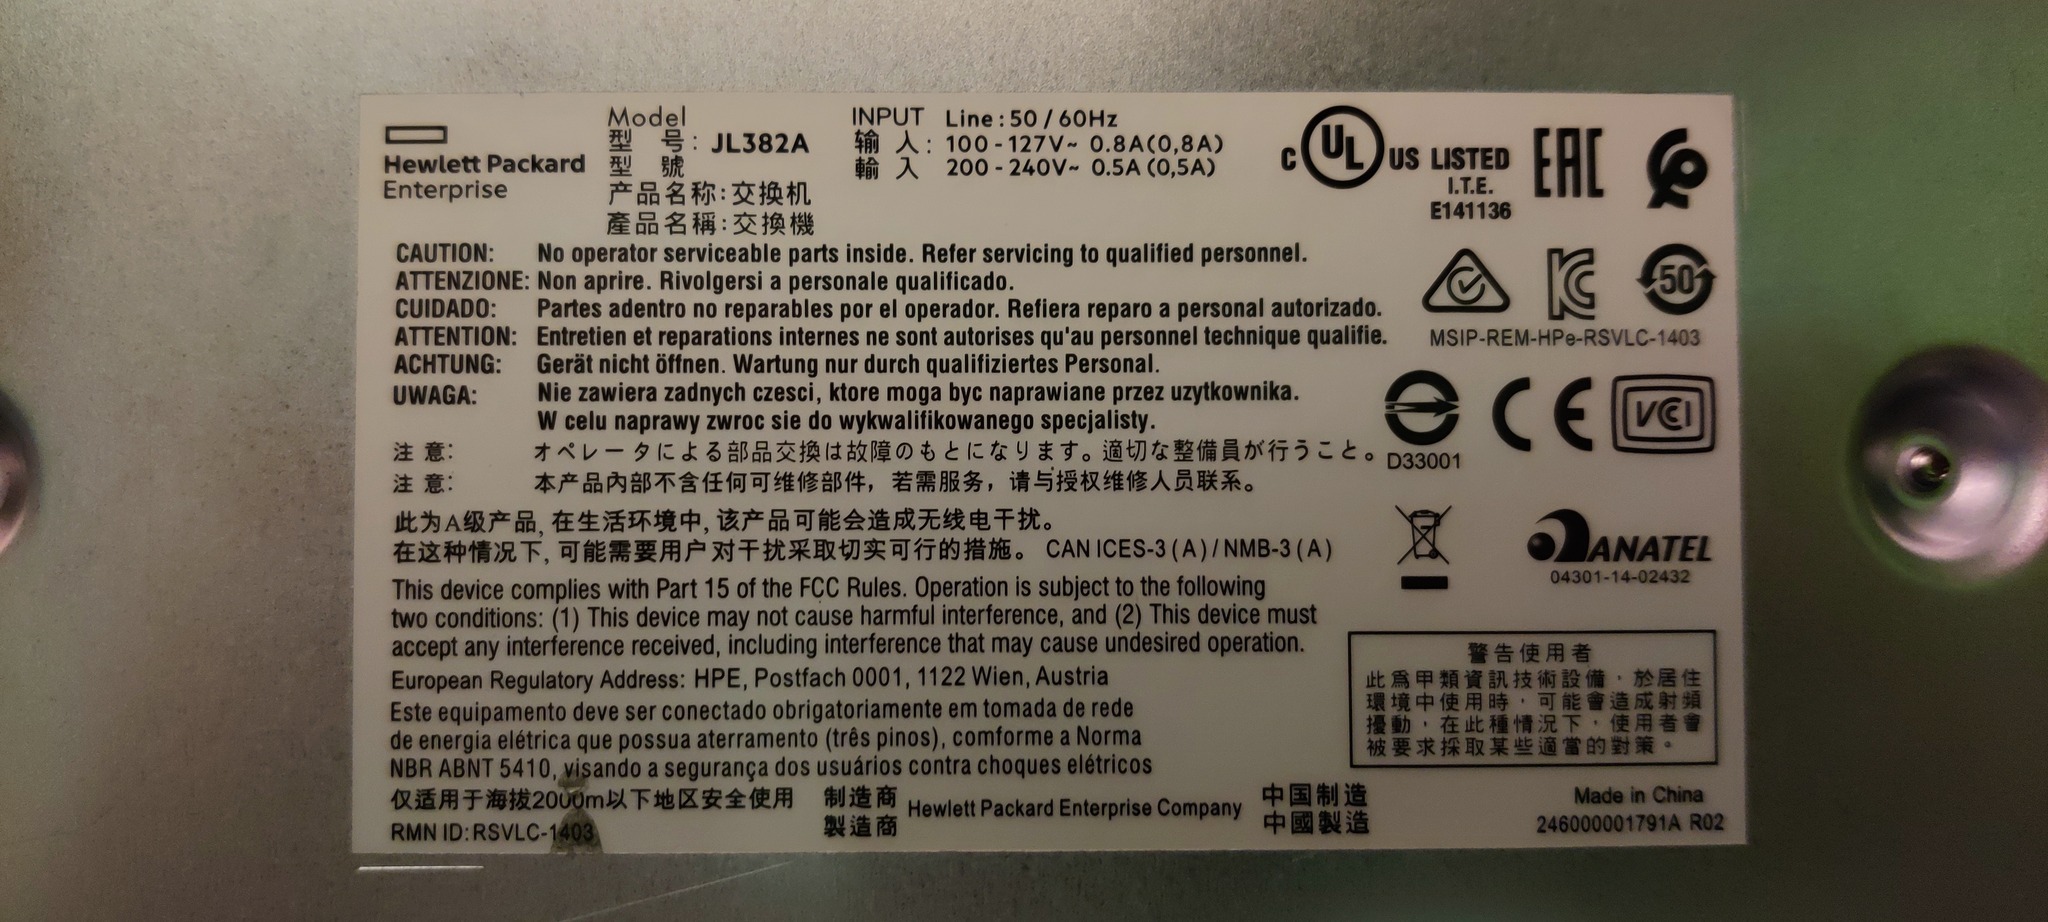 Hewlett Packard
Enterprise
Model
型 号: JL382A
型 號
产品名称:交换机
產品名稱:交換機
INPUT Line: 50 / 60Hz
输 入: 100 - 127V~ 0.8A(0,8A)
輸 入 200 - 240V~ 0.5A (0,5A)
C UL US LISTED
I.T.E.
E141136
EAC
CAUTION: No operator serviceable parts inside. Refer servicing to qualified personnel.
ATTENZIONE: Non aprire. Rivolgersi a personale qualificado.
CUIDADO: Partes adentro no reparables por el operador. Refiera reparo a personal autorizado.
ATTENTION: Entretien et reparations internes ne sont autorises qu'au personnel technique qualifie.
ACHTUNG: Gerät nicht öffnen. Wartung nur durch qualifiziertes Personal.
UWAGA: Nie zawiera zadnych czesci, ktore moga byc naprawiane przez uzytkownika.
W celu naprawy zwroc sie do wykwalifikowanego specjalisty.
注 意: オペレータによる部品交換は故障のもとになります。適切な整備員が行うこと。
注 意: 本产品內部不含任何可维修部件，若需服务，请与授权维修人员联系。
KC
50
MSIP-REM-HPe-RSVLC-1403
D33001
CE
VCI
此为A级产品, 在生活环境中, 该产品可能会造成无线电干扰。
在这种情况下, 可能需要用户对干扰采取切实可行的措施。 CAN ICES-3 (A) / NMB-3 (A)
ANATEL
04301-14-02432
This device complies with Part 15 of the FCC Rules. Operation is subject to the following
two conditions: (1) This device may not cause harmful interference, and (2) This device must
accept any interference received, including interference that may cause undesired operation.
European Regulatory Address: HPE, Postfach 0001, 1122 Wien, Austria
Este equipamento deve ser conectado obrigatoriamente em tomada de rede
de energia elétrica que possua aterramento (três pinos), comforme a Norma
NBR ABNT 5410, visando a segurança dos usuários contra choques elétricos
警告使用者
此為甲類資訊技術設備，於居住
環境中使用時，可能會造成射頻
擾動，在此種情況下，使用者會
被要求採取某些適當的對策。
仅适用于海拔2000m以下地区安全使用
RMN ID: RSVLC-1403
制造商
製造商
Hewlett Packard Enterprise Company
中国制造
中國製造
Made in China
246000001791A R02